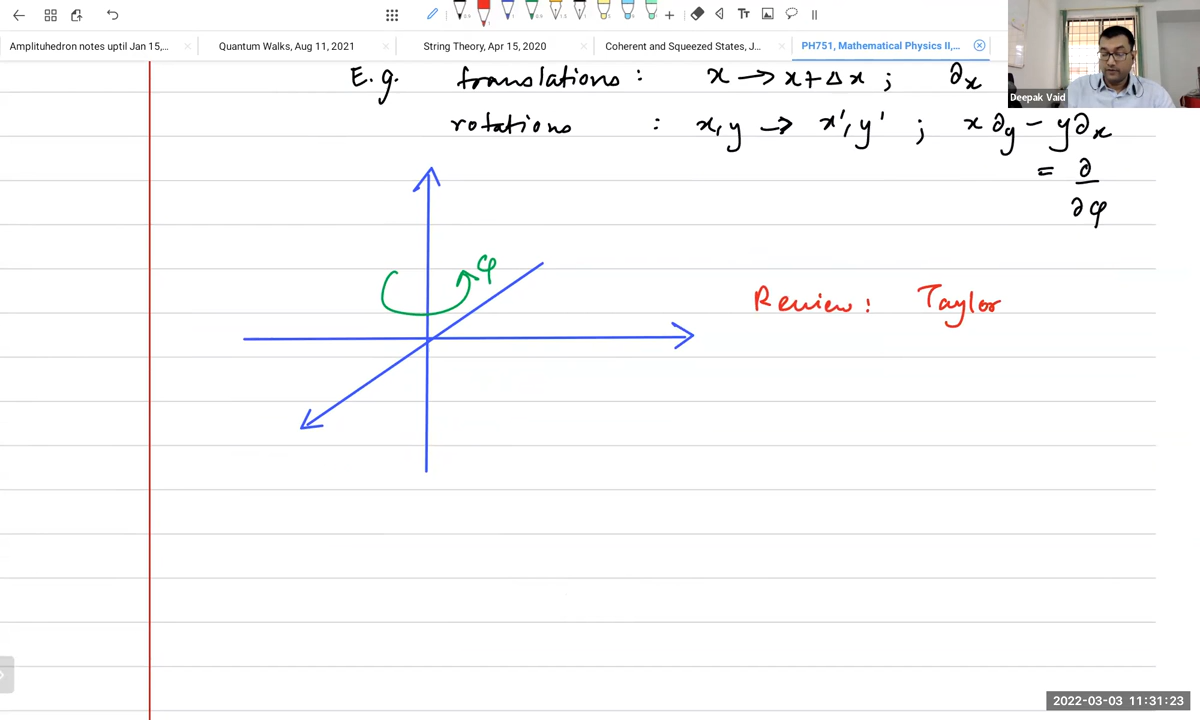 Amplituhedron notes uptil Jan 15,...
Quantum Walks, Aug 11, 2021
String Theory, Apr 15, 2020
Coherent and Squeezed States, J...
PH751, Mathematical Physics II,...
Deepak Vaid
E.g. translations : x → x + Δx ; ∂x
rotations : x, y → x', y' ; x ∂y - y ∂x
= ∂/∂φ
φ
Review: Taylor
2022-03-03 11:31:23